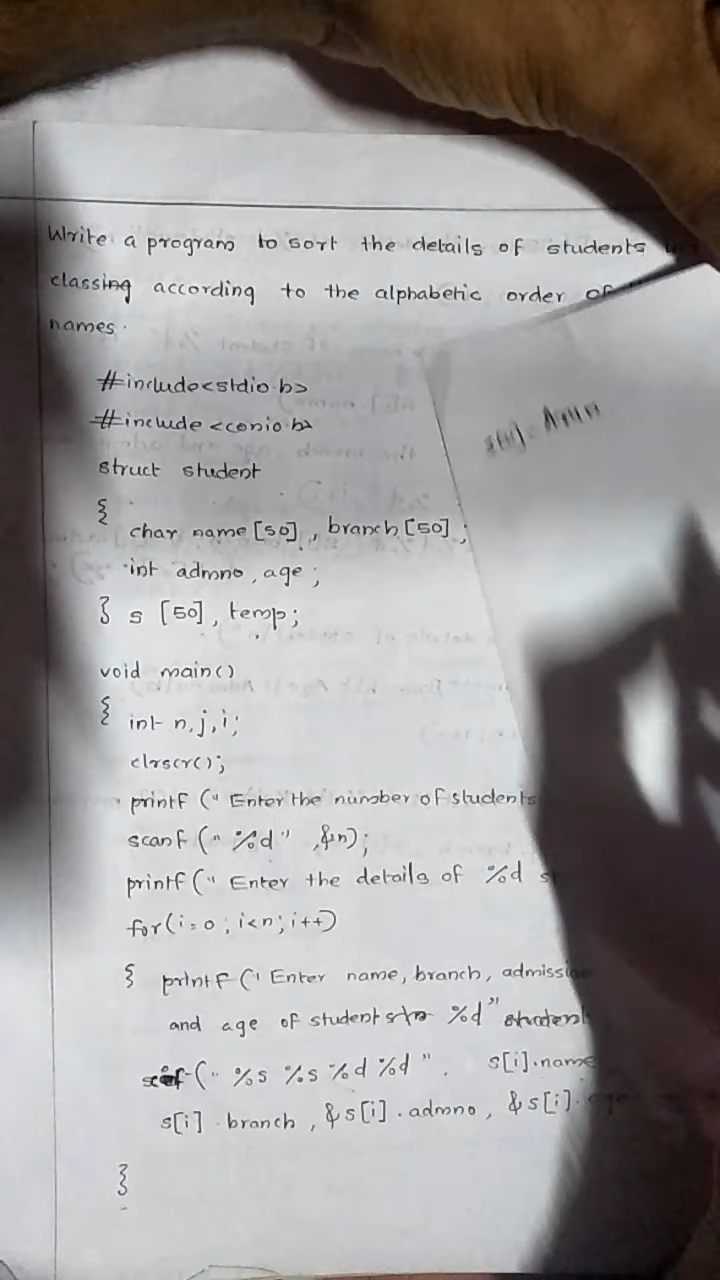 Write a program to sort the details of students
classing according to the alphabetic order of
names.
#include<stdio.h>
#include <conio.h>
struct student
{
char name [50], branch [50];
int admno, age;
} s [50], temp;
void main()
{ int n, j, i;
clrscr();
printf (" Enter the number of students
scanf (" %d" ,&n);
printf (" Enter the details of %d
for(i=0; i<n; i++)
{ printf (" Enter name, branch,
and age of students %d"
(" %s %s %d %d ". s[i].name
s[i] . branch, &s[i] . admno, &s[i].
}